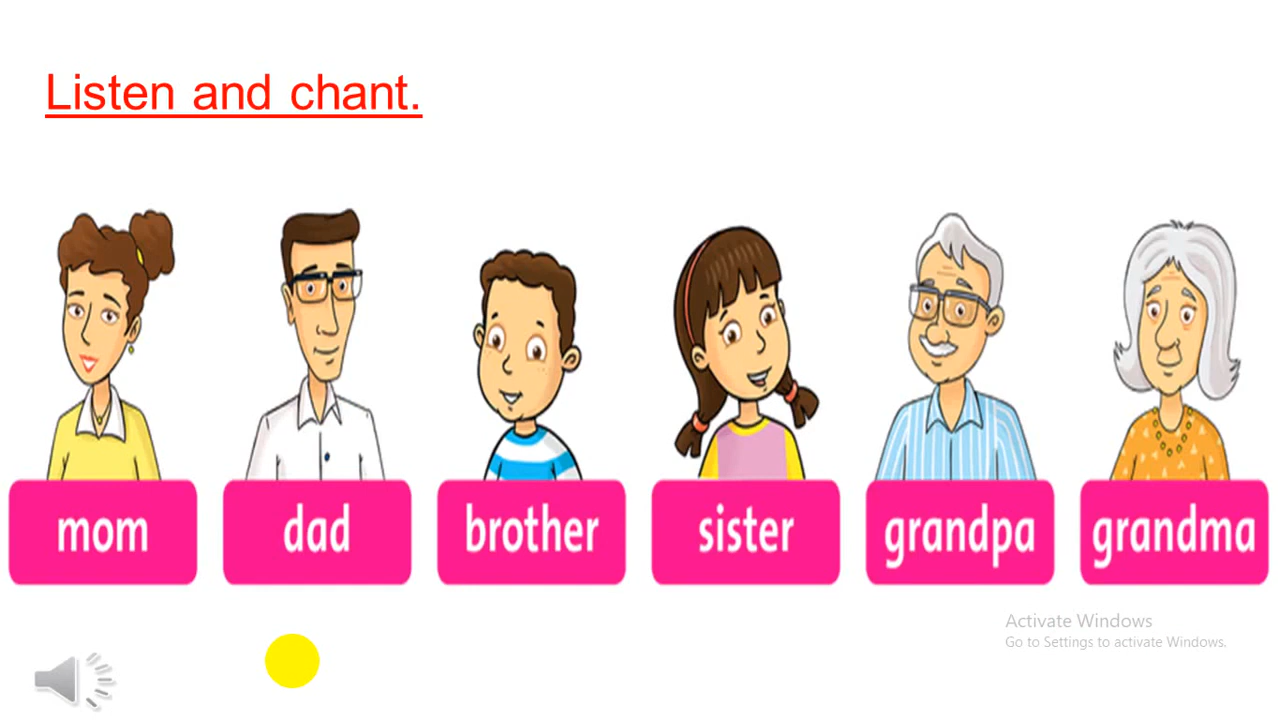 Listen and chant.
mom dad brother sister grandpa grandma
Activate Windows
Go to Settings to activate Windows.